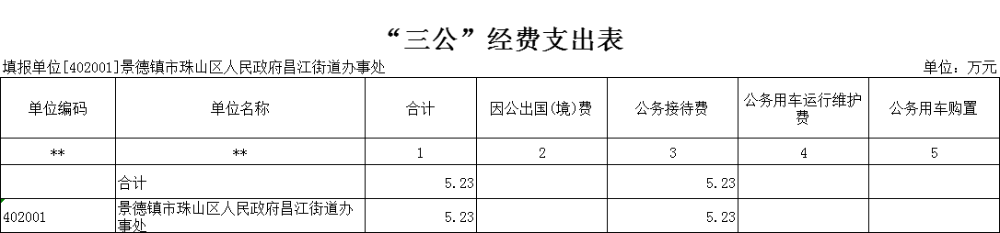 “三公”经费支出表
填报单位[402001]景德镇市珠山区人民政府昌江街道办事处 单位：万元
单位编码 单位名称 合计 因公出国(境)费 公务接待费 公务用车运行维护费 公务用车购置
** ** 1 2 3 4 5
合计 5.23 5.23
402001 景德镇市珠山区人民政府昌江街道办事处 5.23 5.23